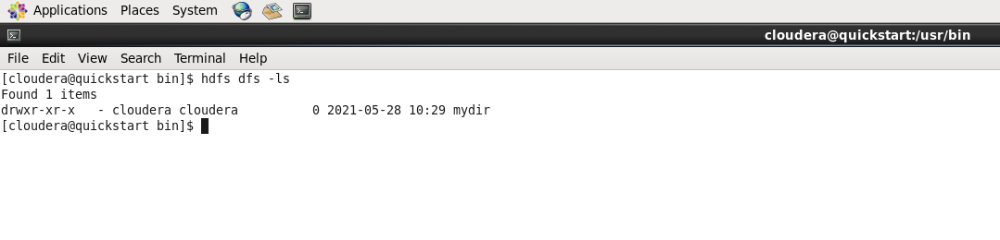 Applications Places System
cloudera@quickstart:/usr/bin
File Edit View Search Terminal Help
[cloudera@quickstart bin]$ hdfs dfs -ls
Found 1 items
drwxr-xr-x   - cloudera cloudera          0 2021-05-28 10:29 mydir
[cloudera@quickstart bin]$